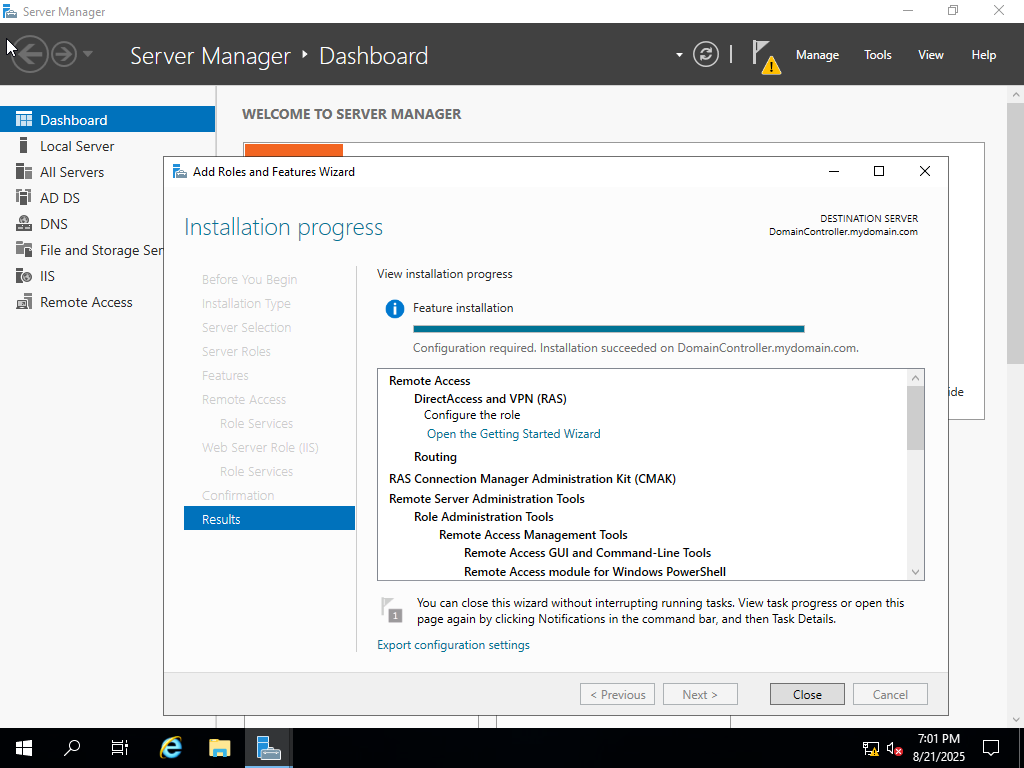 Server Manager
Server Manager ‣ Dashboard
Manage Tools View Help
Dashboard
Local Server
All Servers
AD DS
DNS
File and Storage Ser
IIS
Remote Access
WELCOME TO SERVER MANAGER
ide
Add Roles and Features Wizard
Installation progress
DESTINATION SERVER
DomainController.mydomain.com
Before You Begin
Installation Type
Server Selection
Server Roles
Features
Remote Access
Role Services
Web Server Role (IIS)
Role Services
Confirmation
Results
View installation progress
Feature installation
Configuration required. Installation succeeded on DomainController.mydomain.com.
Remote Access
DirectAccess and VPN (RAS)
Configure the role
Open the Getting Started Wizard
Routing
RAS Connection Manager Administration Kit (CMAK)
Remote Server Administration Tools
Role Administration Tools
Remote Access Management Tools
Remote Access GUI and Command-Line Tools
Remote Access module for Windows PowerShell
1
You can close this wizard without interrupting running tasks. View task progress or open this
page again by clicking Notifications in the command bar, and then Task Details.
Export configuration settings
< Previous Next > Close Cancel
7:01 PM
8/21/2025